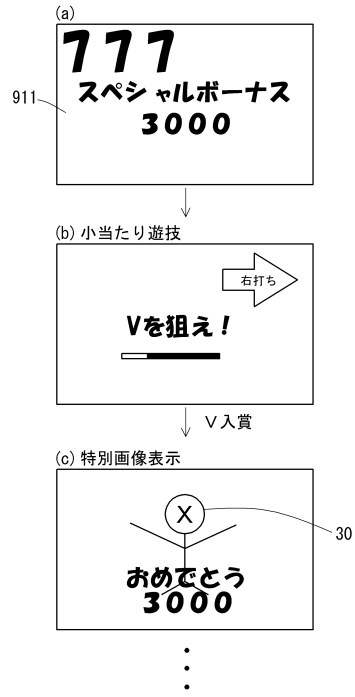 (a)
777
スペシャルボーナス
3000
911
(b) 小当たり遊技
右打ち
Vを狙え！
V入賞
(c) 特別画像表示
X
30
おめでとう
3000